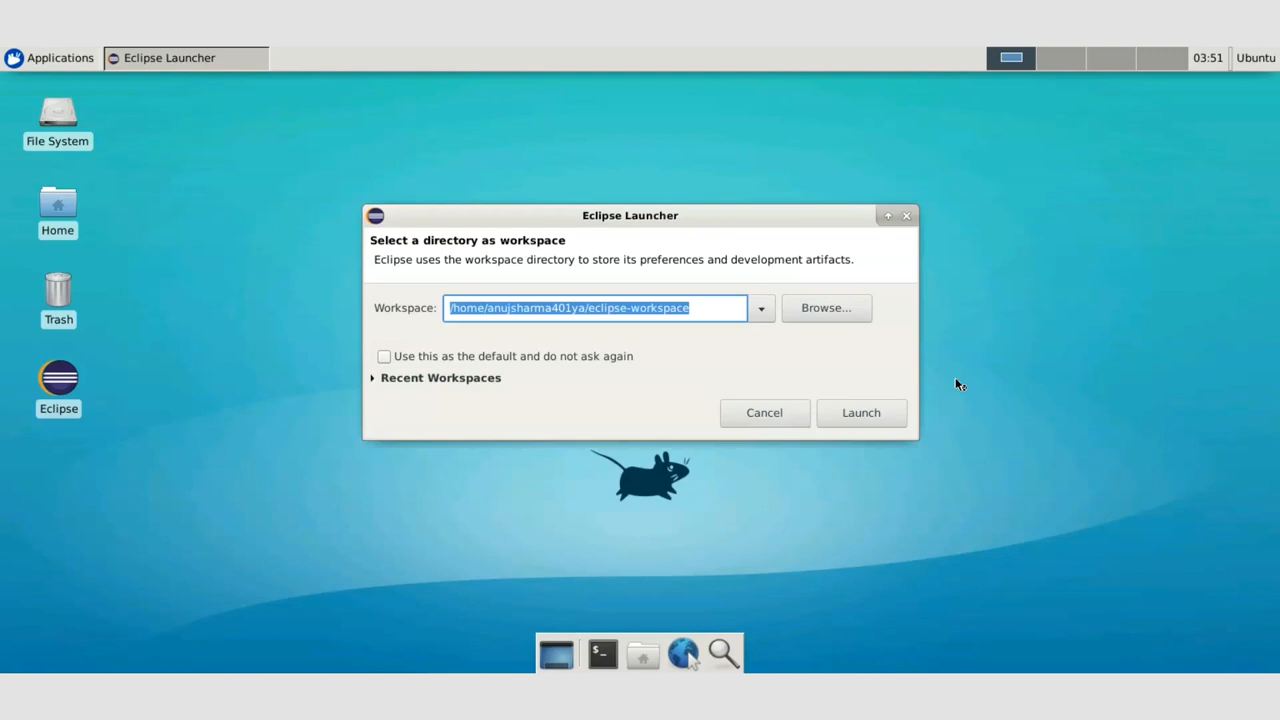 Applications
Eclipse Launcher
03:51
Ubuntu
File System
Home
Trash
Eclipse
Eclipse Launcher
Select a directory as workspace
Eclipse uses the workspace directory to store its preferences and development artifacts.
Workspace:
/home/anujsharma401ya/eclipse-workspace
Browse...
Use this as the default and do not ask again
Recent Workspaces
Cancel
Launch
$_